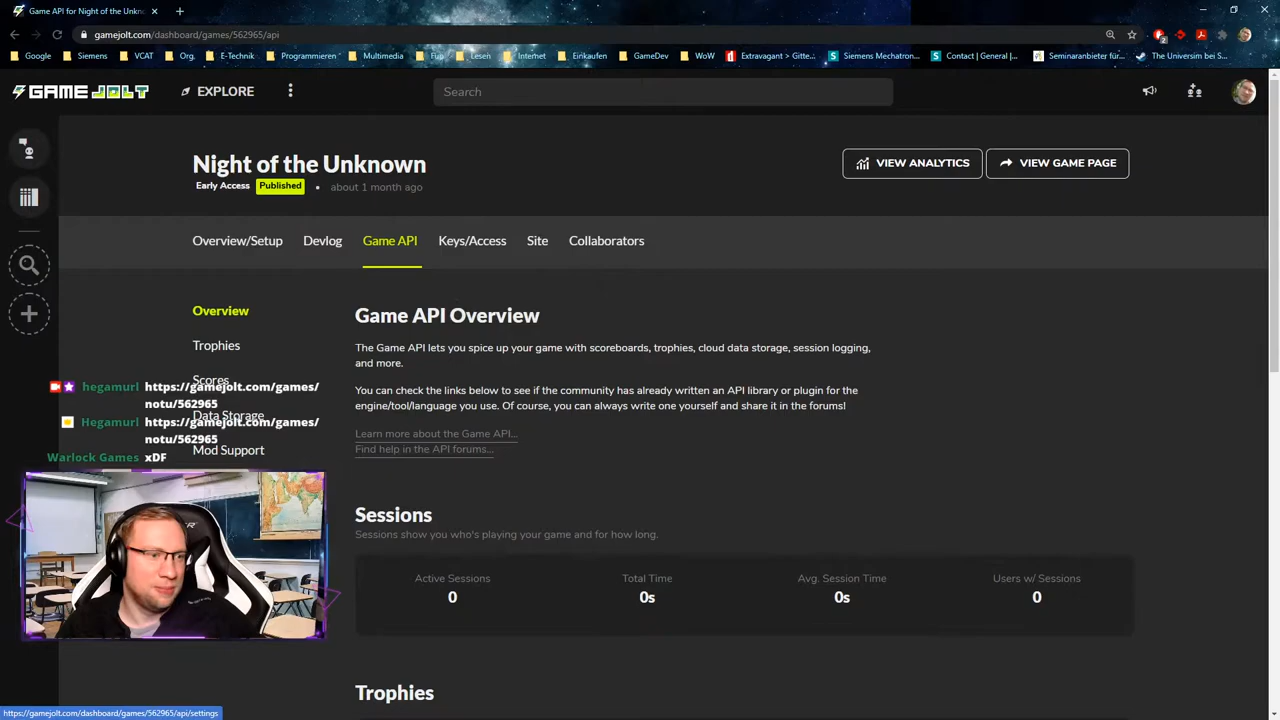 Game API for Night of the Unkn
gamejolt.com/dashboard/games/562965/api
2
Google
Siemens
VCAT
Org.
E-Technik
Programmieren
Multimedia
Fun
Lesen
Internet
Einkaufen
GameDev
WoW
Extravagant > Gitte...
Siemens Mechatron...
Contact | General |...
Seminaranbieter für...
The Universim bei S...
GAME JOLT
EXPLORE
Search
Night of the Unknown
Early Access
Published
about 1 month ago
VIEW ANALYTICS
VIEW GAME PAGE
Overview/Setup
Devlog
Game API
Keys/Access
Site
Collaborators
Overview
Trophies
Scores
Data Storage
Mod Support
hegamurl https://gamejolt.com/games/
notu/562965
Hegamurl https://gamejolt.com/games/
notu/562965
Warlock Games xDF
Game API Overview
The Game API lets you spice up your game with scoreboards, trophies, cloud data storage, session logging,
and more.
You can check the links below to see if the community has already written an API library or plugin for the
engine/tool/language you use. Of course, you can always write one yourself and share it in the forums!
Learn more about the Game API...
Find help in the API forums...
Sessions
Sessions show you who's playing your game and for how long.
Active Sessions
0
Total Time
0s
Avg. Session Time
0s
Users w/ Sessions
0
Trophies
https://gamejolt.com/dashboard/games/562965/api/settings